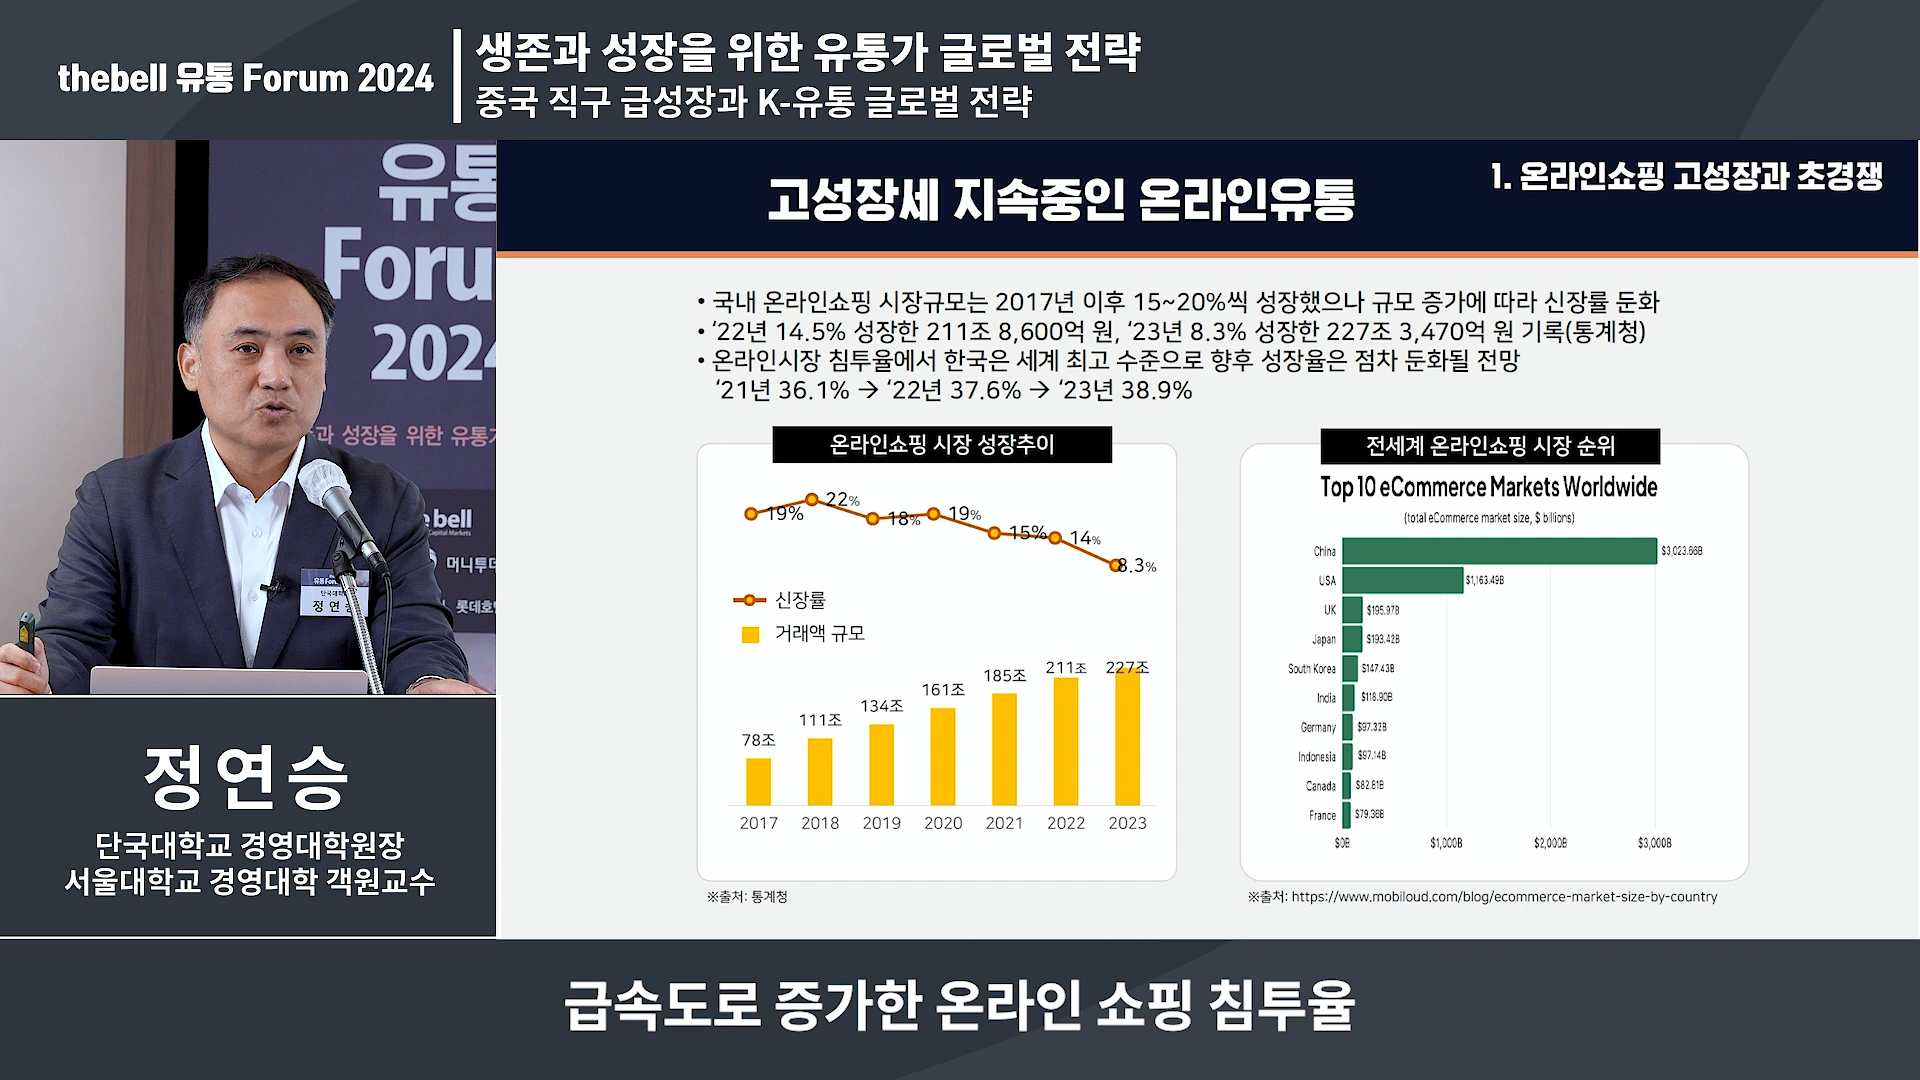 thebell 유통 Forum 2024
생존과 성장을 위한 유통가 글로벌 전략
중국 직구 급성장과 K-유통 글로벌 전략
유통
Foru
2024
과 성장을 위한 유통가
bell
Capital Markets
머니투데
롯데호
유통Forum
단국대학
정 연 승
정연승
단국대학교 경영대학원장
서울대학교 경영대학 객원교수
1. 온라인쇼핑 고성장과 초경쟁
고성장세 지속중인 온라인유통
• 국내 온라인쇼핑 시장규모는 2017년 이후 15~20%씩 성장했으나 규모 증가에 따라 신장률 둔화
• ‘22년 14.5% 성장한 211조 8,600억 원, ‘23년 8.3% 성장한 227조 3,470억 원 기록(통계청)
• 온라인시장 침투율에서 한국은 세계 최고 수준으로 향후 성장율은 점차 둔화될 전망
‘21년 36.1% → ‘22년 37.6% → ‘23년 38.9%
온라인쇼핑 시장 성장추이
19% 22% 18% 19% 15% 14% 8.3%
신장률
거래액 규모
78조 111조 134조 161조 185조 211조 227조
2017 2018 2019 2020 2021 2022 2023
※출처: 통계청
전세계 온라인쇼핑 시장 순위
Top 10 eCommerce Markets Worldwide
(total eCommerce market size, $ billions)
China $3,023.66B
USA $1,163.49B
UK $195.97B
Japan $193.42B
South Korea $147.43B
India $118.90B
Germany $97.32B
Indonesia $97.14B
Canada $82.81B
France $79.36B
$0B $1,000B $2,000B $3,000B
※출처: https://www.mobiloud.com/blog/ecommerce-market-size-by-country
급속도로 증가한 온라인 쇼핑 침투율